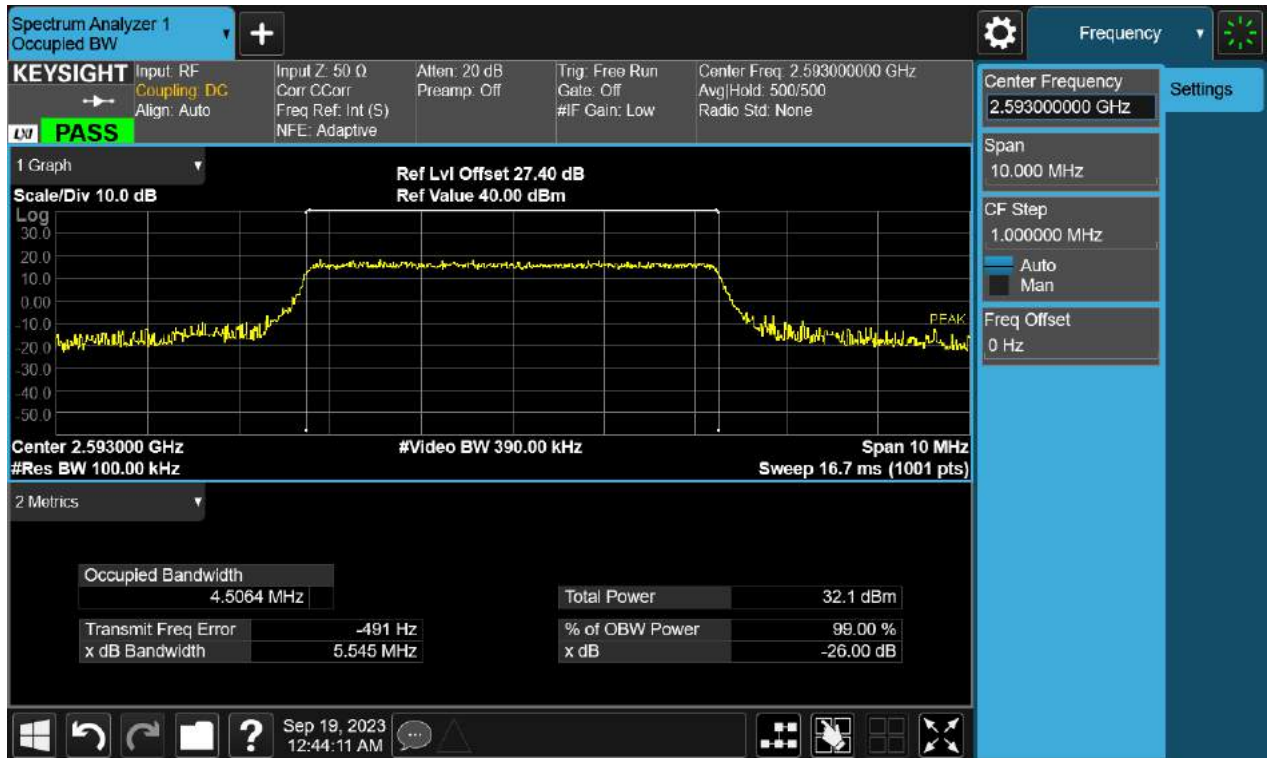 Spectrum Analyzer 1
Occupied BW
+
Frequency
KEYSIGHT
Input: RF
Coupling: DC
Align: Auto
Input Z: 50 Ω
Corr CCorr
Freq Ref: Int (S)
NFE: Adaptive
Atten: 20 dB
Preamp: Off
Trig: Free Run
Gate: Off
#IF Gain: Low
Center Freq: 2.593000000 GHz
Avg|Hold: 500/500
Radio Std: None
LXI
PASS
Center Frequency
2.593000000 GHz
Settings
Span
10.000 MHz
CF Step
1.000000 MHz
Auto
Man
Freq Offset
0 Hz
1 Graph
Scale/Div 10.0 dB
Ref Lvl Offset 27.40 dB
Ref Value 40.00 dBm
Log
30.0
20.0
10.0
0.00
-10.0
-20.0
-30.0
-40.0
-50.0
PEAK
Center 2.593000 GHz
#Video BW 390.00 kHz
Span 10 MHz
#Res BW 100.00 kHz
Sweep 16.7 ms (1001 pts)
2 Metrics
Occupied Bandwidth
4.5064 MHz
Total Power 32.1 dBm
Transmit Freq Error -491 Hz
% of OBW Power 99.00 %
x dB Bandwidth 5.545 MHz
x dB -26.00 dB
?
Sep 19, 2023
12:44:11 AM